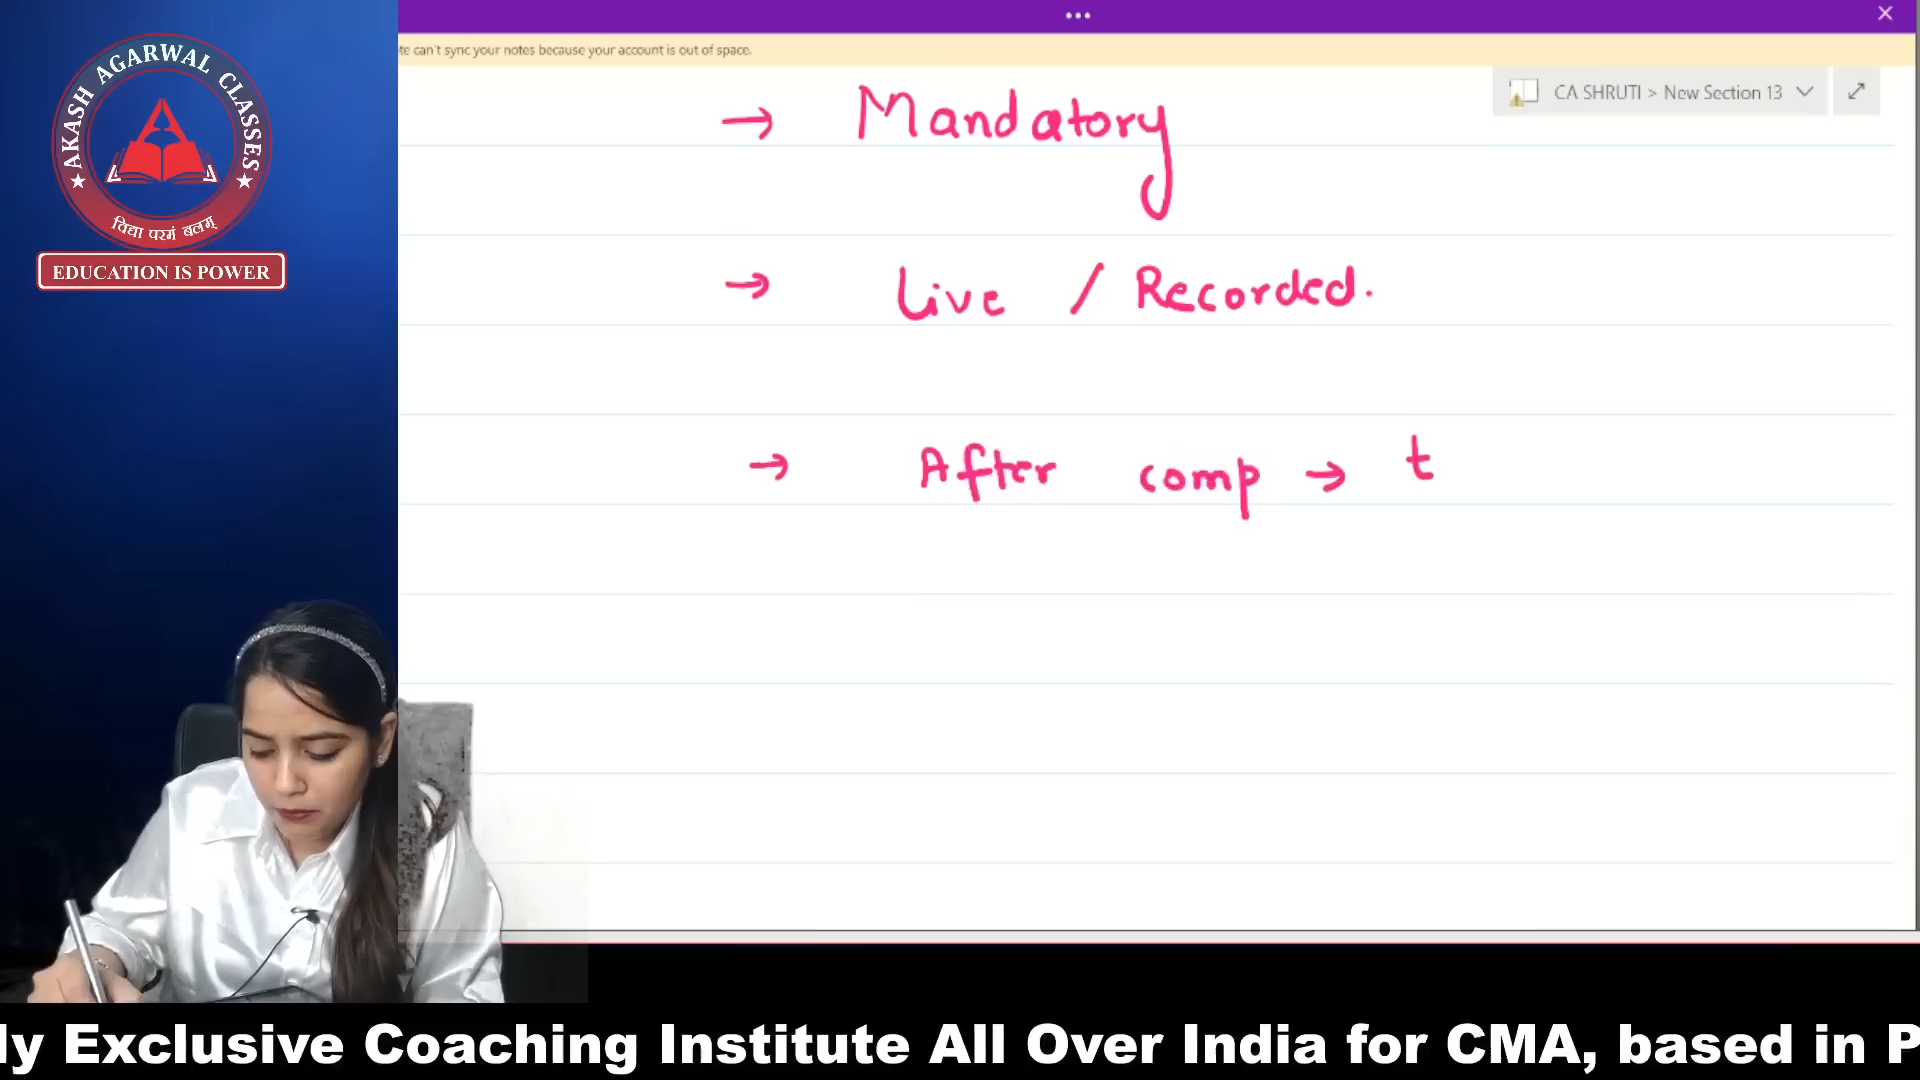 AKASH AGARWAL CLASSES
विद्या परमं बलम्
EDUCATION IS POWER
can't sync your notes because your account is out of space.
CA SHRUTI > New Section 13
→ Mandatory
→ Live / Recorded.
→ After comp → t
Exclusive Coaching Institute All Over India for CMA, based in P